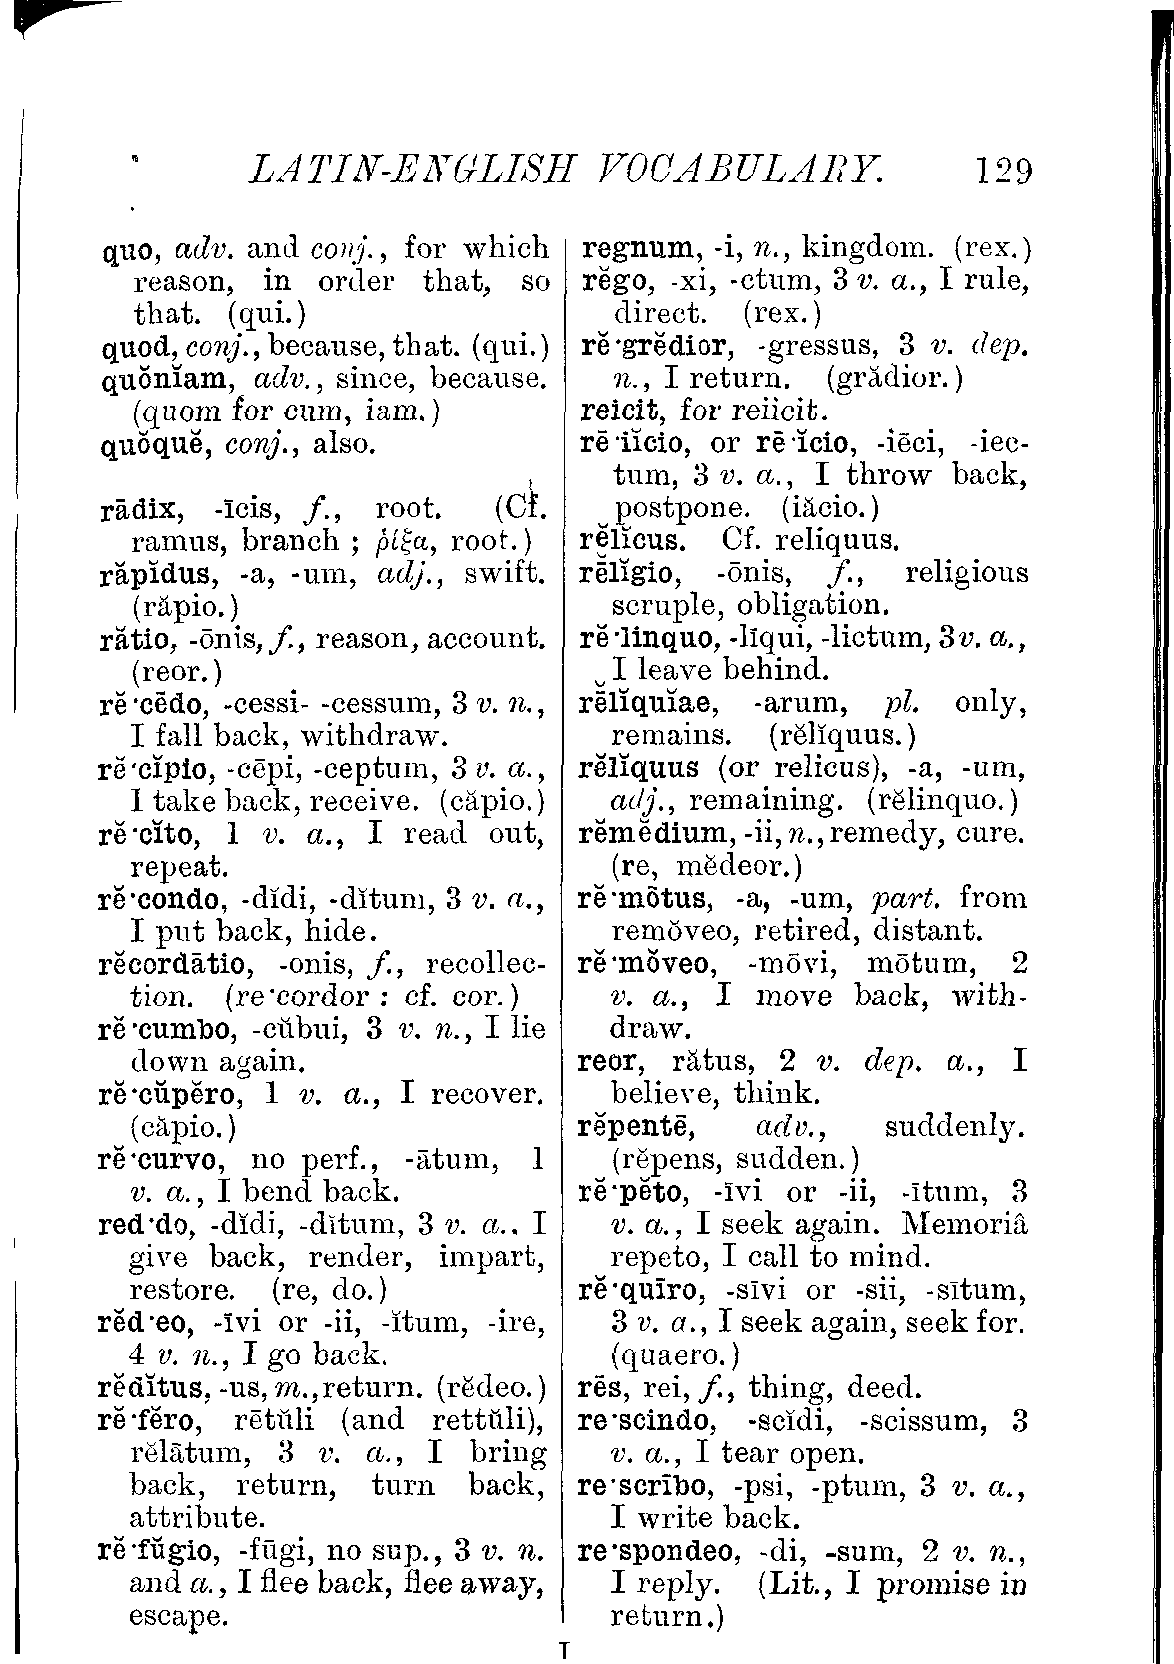 LATIN-ENGLISH VOCABULARY. 129
quo, adv. and conj., for which
reason, in order that, so
that. (qui.)
quod, conj., because, that. (qui.)
quŏnĭam, adv., since, because.
(quom for cum, iam.)
quŏquĕ, conj., also.
rādix, -īcis, f., root. (Cf.
ramus, branch ; ῥίξα, root.)
răpĭdus, -a, -um, adj., swift.
(răpio.)
rătio, -ōnis, f., reason, account.
(reor.)
rĕ·cēdo, -cessi- -cessum, 3 v. n.,
I fall back, withdraw.
rĕ·cĭpio, -cēpi, -ceptum, 3 v. a.,
I take back, receive. (căpio.)
rĕ·cĭto, 1 v. a., I read out,
repeat.
rĕ·condo, -dĭdi, -dĭtum, 3 v. a.,
I put back, hide.
rĕcordātio, -onis, f., recollec-
tion. (re·cordor : cf. cor.)
rĕ·cumbo, -cŭbui, 3 v. n., I lie
down again.
rĕ·cŭpĕro, 1 v. a., I recover.
(căpio.)
rĕ·curvo, no perf., -ātum, 1
v. a., I bend back.
red·do, -dĭdi, -dĭtum, 3 v. a., I
give back, render, impart,
restore. (re, do.)
rĕd·eo, -īvi or -ii, -ĭtum, -ire,
4 v. n., I go back.
rĕdĭtus, -us, m., return. (rĕdeo.)
rĕ·fĕro, rētŭli (and rettŭli),
rĕlātum, 3 v. a., I bring
back, return, turn back,
attribute.
rĕ·fŭgio, -fūgi, no sup., 3 v. n.
and a., I flee back, flee away,
escape.
regnum, -i, n., kingdom. (rex.)
rĕgo, -xi, -ctum, 3 v. a., I rule,
direct. (rex.)
rĕ·grĕdior, -gressus, 3 v. dep.
n., I return. (grădior.)
reicit, for reiicit.
rē·iĭcio, or rē·ĭcio, -iēci, -iec-
tum, 3 v. a., I throw back,
postpone. (iăcio.)
rĕlĭcus. Cf. reliquus.
rēlĭgio, -ōnis, f., religious
scruple, obligation.
rĕ·linquo, -līqui, -lictum, 3 v. a.,
I leave behind.
rēlĭquĭae, -arum, pl. only,
remains. (rĕlĭquus.)
rĕlĭquus (or relicus), -a, -um,
adj., remaining. (rĕlinquo.)
rĕmĕdium, -ii, n., remedy, cure.
(re, mĕdeor.)
rĕ·mōtus, -a, -um, part. from
remŏveo, retired, distant.
rĕ·mŏveo, -mōvi, mōtum, 2
v. a., I move back, with-
draw.
reor, rătus, 2 v. dep. a., I
believe, think.
rĕpentē, adv., suddenly.
(rĕpens, sudden.)
rĕ·pĕto, -īvi or -ii, -ītum, 3
v. a., I seek again. Memoriâ
repeto, I call to mind.
rĕ·quīro, -sīvi or -sii, -sītum,
3 v. a., I seek again, seek for.
(quaero.)
rēs, rei, f., thing, deed.
re·scindo, -scĭdi, -scissum, 3
v. a., I tear open.
re·scrībo, -psi, -ptum, 3 v. a.,
I write back.
re·spondeo, -di, -sum, 2 v. n.,
I reply. (Lit., I promise in
return.)
I